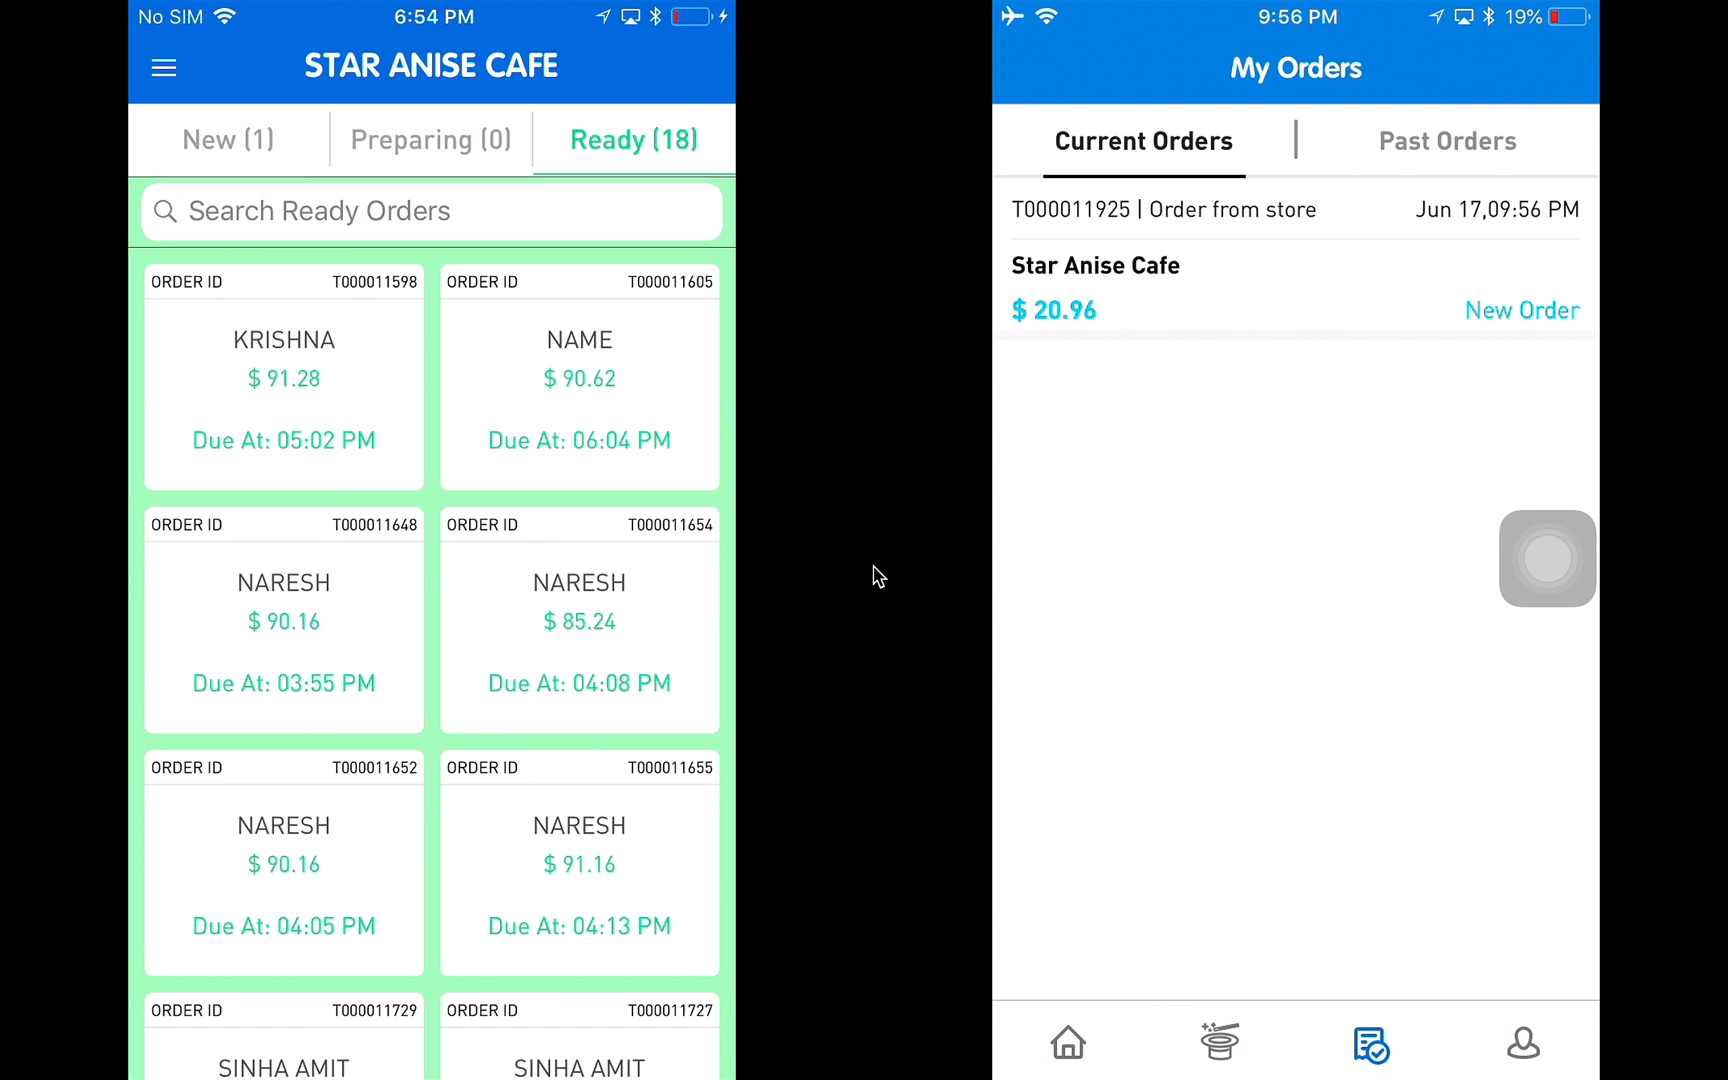 No SIM 6:54 PM
STAR ANISE CAFE
New (1) Preparing (0) Ready (18)
Search Ready Orders
ORDER ID T000011598
KRISHNA
$ 91.28
Due At: 05:02 PM
ORDER ID T000011605
NAME
$ 90.62
Due At: 06:04 PM
ORDER ID T000011648
NARESH
$ 90.16
Due At: 03:55 PM
ORDER ID T000011654
NARESH
$ 85.24
Due At: 04:08 PM
ORDER ID T000011652
NARESH
$ 90.16
Due At: 04:05 PM
ORDER ID T000011655
NARESH
$ 91.16
Due At: 04:13 PM
ORDER ID T000011729
SINHA AMIT
ORDER ID T000011727
SINHA AMIT
9:56 PM 19%
My Orders
Current Orders | Past Orders
T000011925 | Order from store Jun 17,09:56 PM
Star Anise Cafe
$ 20.96 New Order